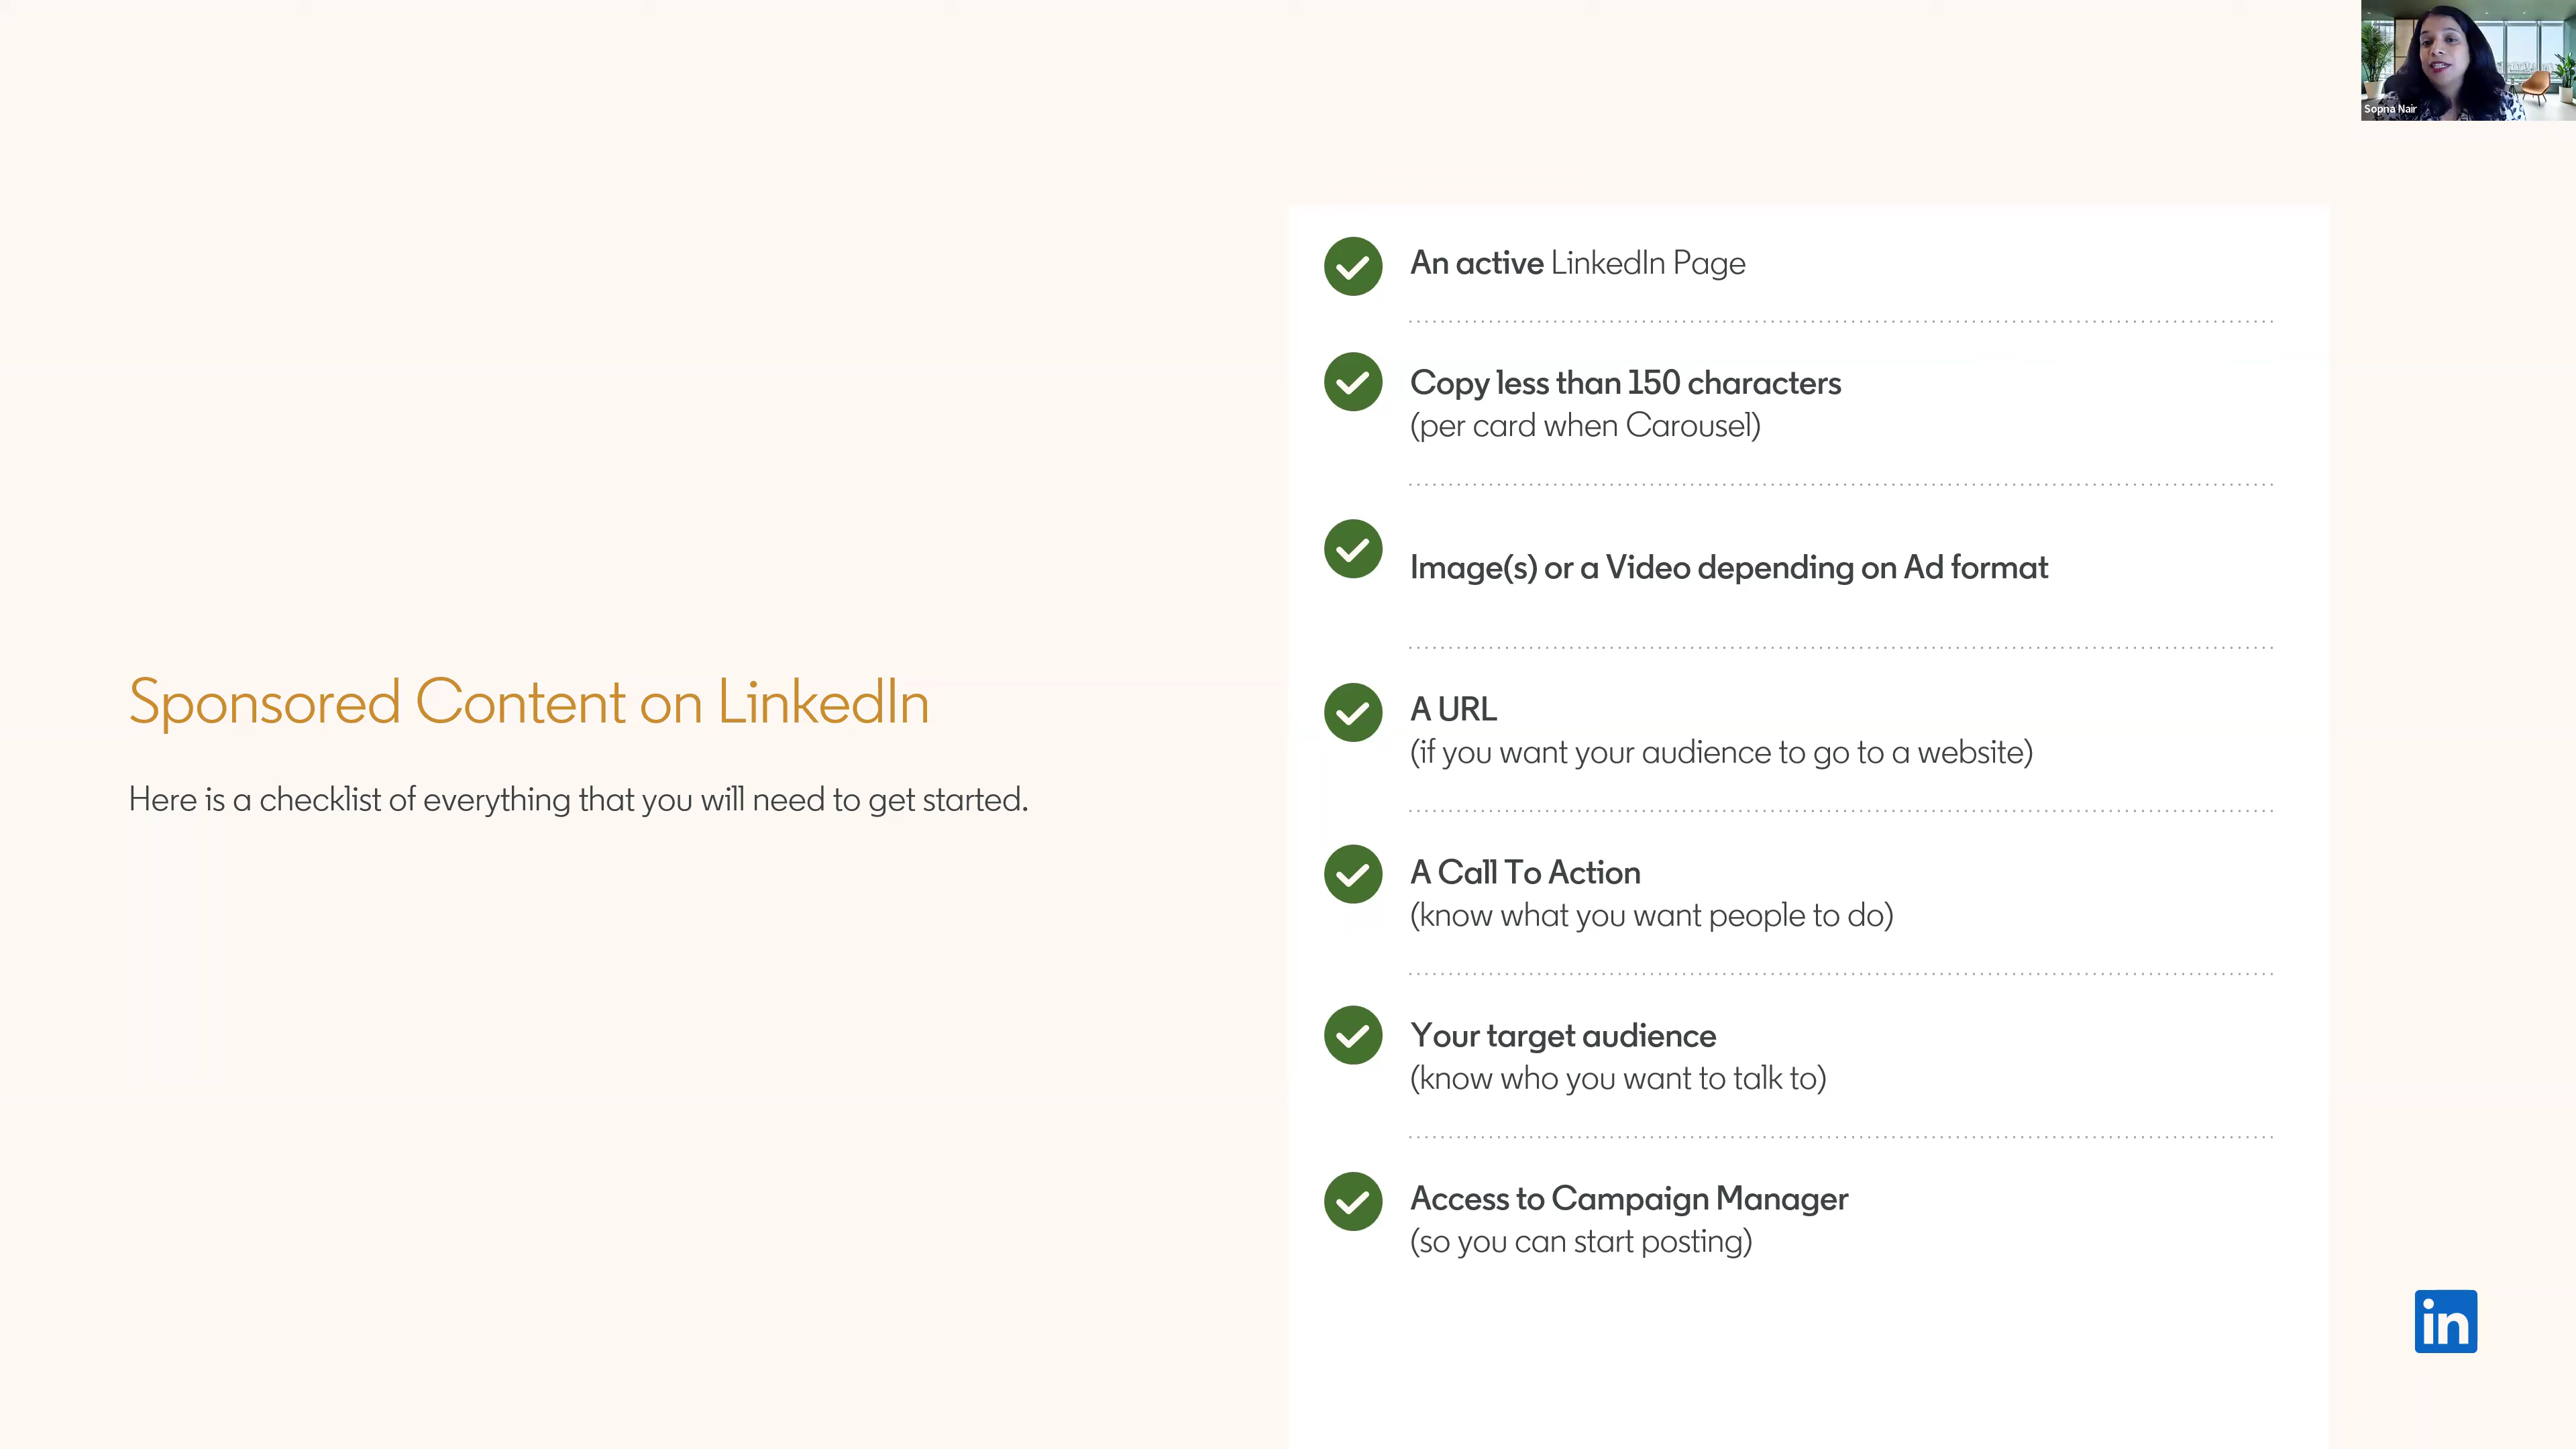 Sopna Nair
Sponsored Content on LinkedIn
Here is a checklist of everything that you will need to get started.
An active LinkedIn Page
Copy less than 150 characters
(per card when Carousel)
Image(s) or a Video depending on Ad format
A URL
(if you want your audience to go to a website)
A Call To Action
(know what you want people to do)
Your target audience
(know who you want to talk to)
Access to Campaign Manager
(so you can start posting)
in